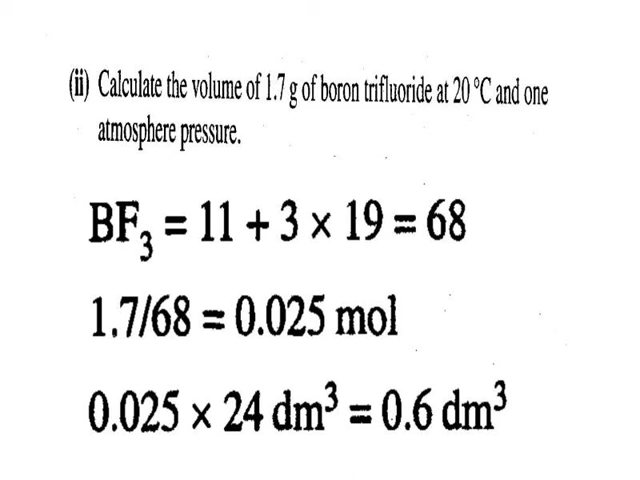 (ii) Calculate the volume of 1.7 g of boron trifluoride at 20 °C and one
atmosphere pressure.
BF₃ = 11 + 3 × 19 = 68
1.7/68 = 0.025 mol
0.025 × 24 dm³ = 0.6 dm³